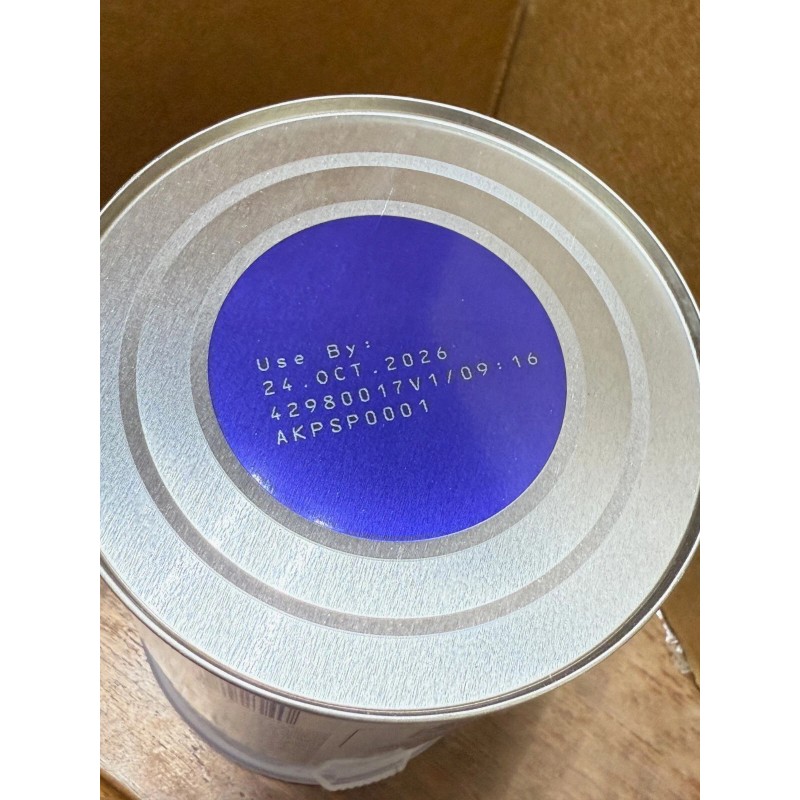 Use By:
24.OCT.2026
42980017V1/09:16
AKPSP0001